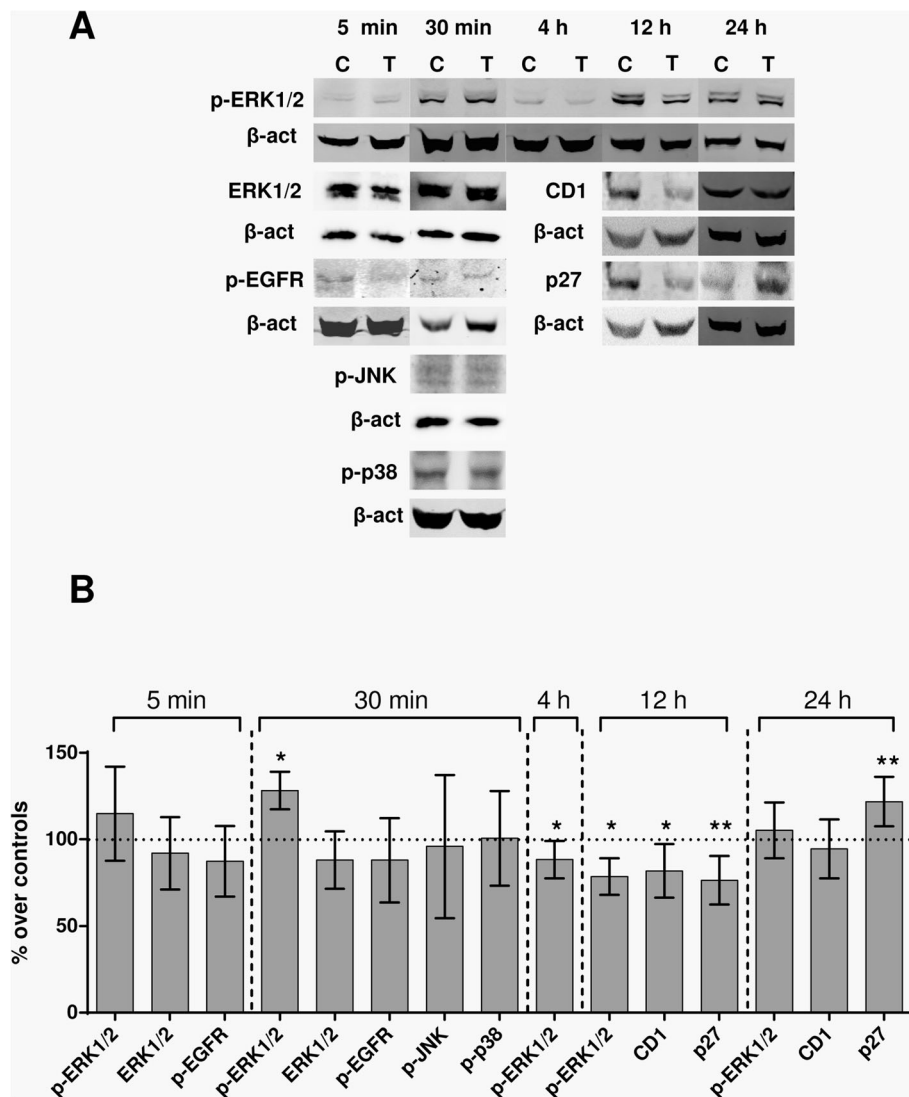 A
5 min 30 min 4 h 12 h 24 h
C T C T C T C T C T
p-ERK1/2
β-act
ERK1/2 CD1
β-act β-act
p-EGFR p27
β-act β-act
p-JNK
β-act
p-p38
β-act
B
5 min 30 min 4 h 12 h 24 h
150
* **
100
* * * **
50
0
% over controls
p-ERK1/2 ERK1/2 p-EGFR p-ERK1/2 ERK1/2 p-EGFR p-JNK p-p38 p-ERK1/2 p-ERK1/2 CD1 p27 p-ERK1/2 CD1 p27